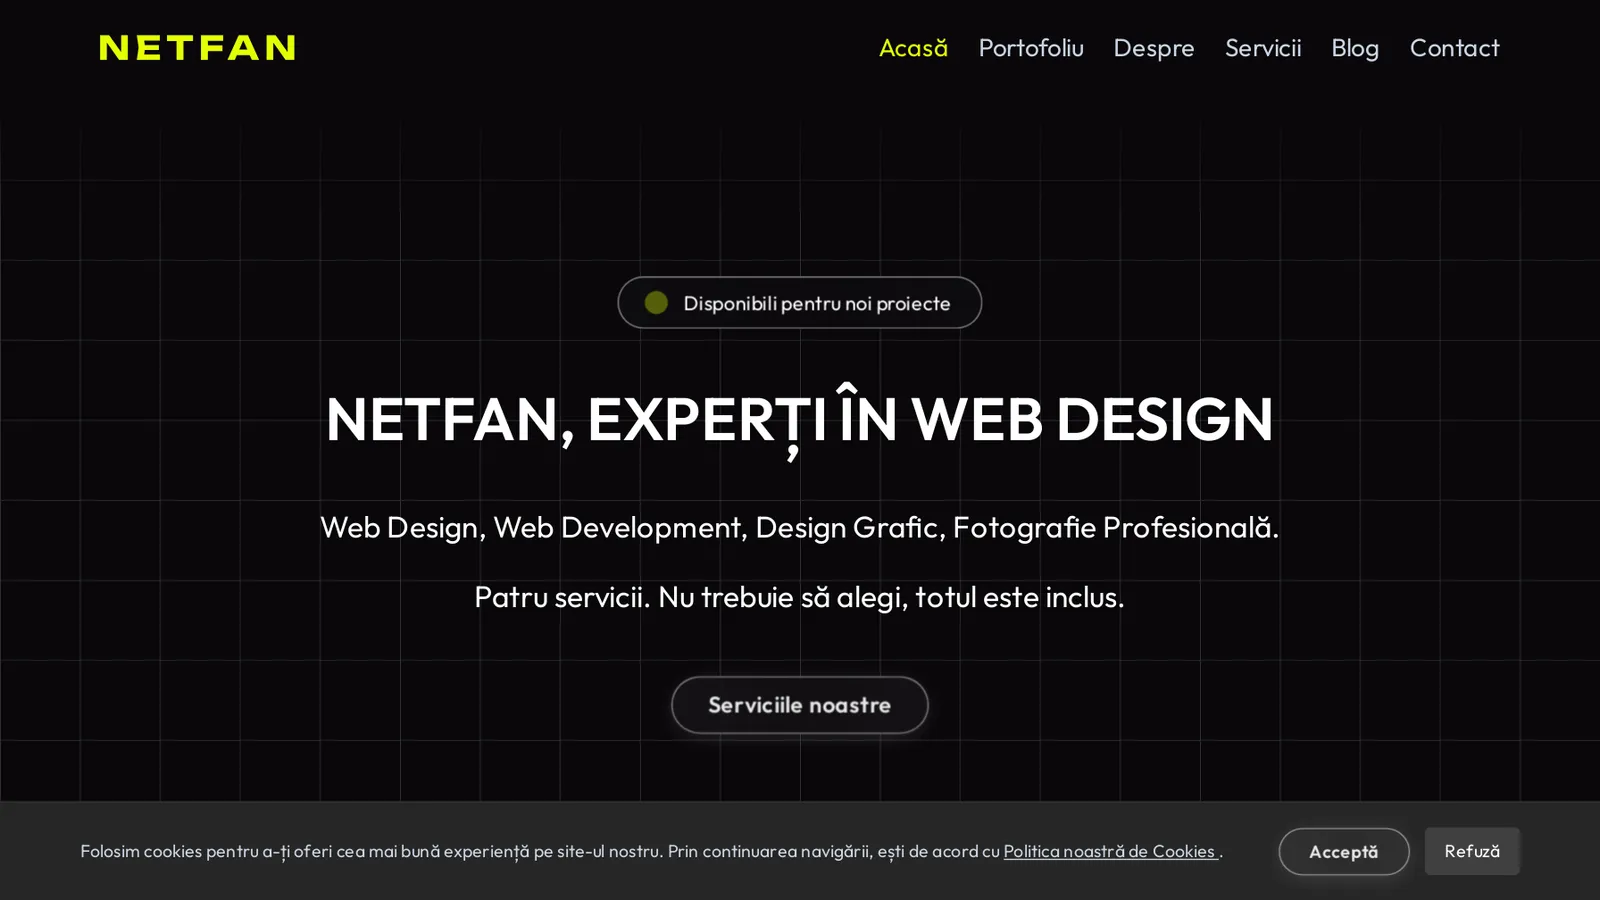 NETFAN
Acasă Portofoliu Despre Servicii Blog Contact
Disponibili pentru noi proiecte
NETFAN, EXPERȚI ÎN WEB DESIGN
Web Design, Web Development, Design Grafic, Fotografie Profesională.
Patru servicii. Nu trebuie să alegi, totul este inclus.
Serviciile noastre
Folosim cookies pentru a-ți oferi cea mai bună experiență pe site-ul nostru. Prin continuarea navigării, ești de acord cu Politica noastră de Cookies .
Acceptă
Refuză